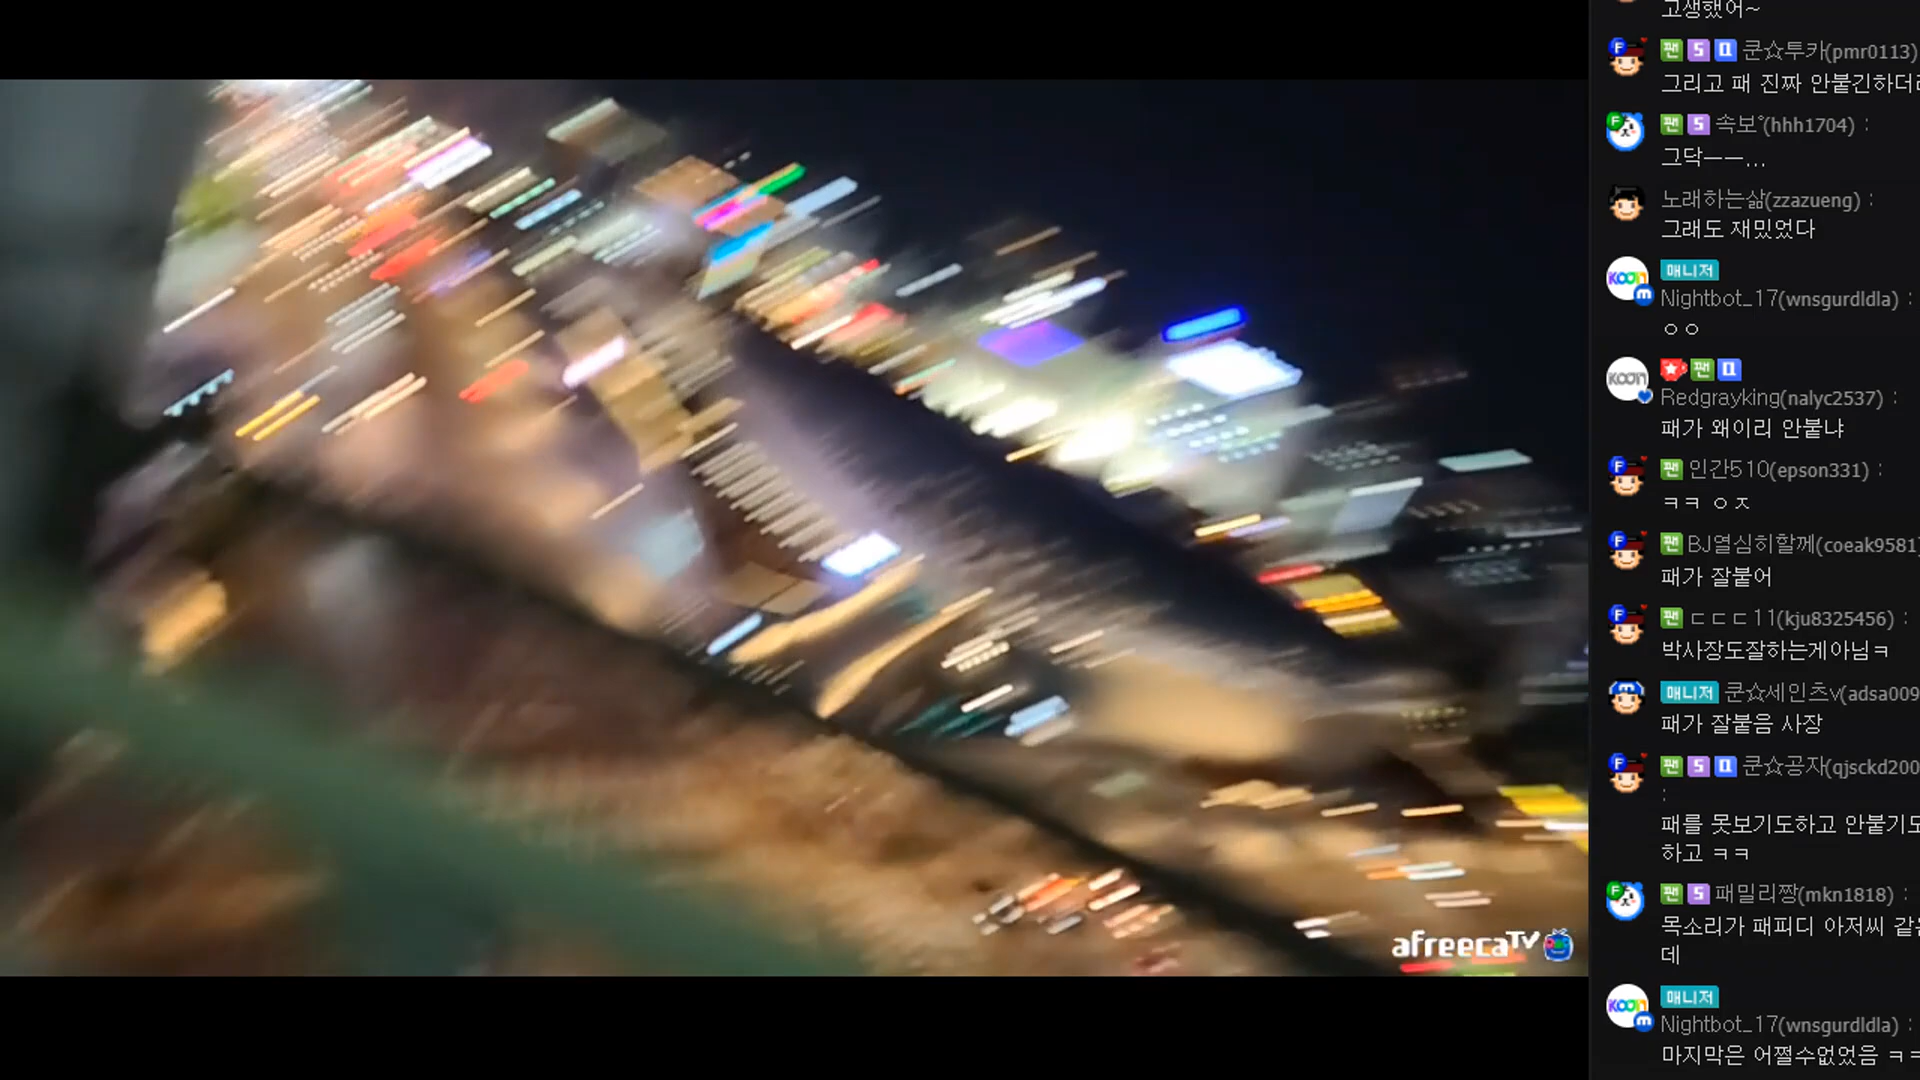 고생했어~
팬 S 쿤☆투카(pmr0113)
그리고 패 진짜 안붙긴하더라
팬 S 속보°(hhh1704) :
그닥ㅡㅡ...
노래하는삶(zzazueng) :
그래도 재밌었다
KOON 매니저
Nightbot_17(wnsgurdldla) :
ㅇㅇ
KOON 팬
Redgrayking(nalyc2537) :
패가 왜이리 안붙냐
팬 인간510(epson331) :
ㅋㅋ ㅇㅈ
팬 BJ열심히할께(coeak9581)
패가 잘붙어
팬 ㄷㄷㄷ11(kju8325456) :
박사장도잘하는게아님ㅋ
매니저 쿤☆세인츠v(adsa009
패가 잘붙음 사장
팬 S 쿤☆공자(qjsckd200
:
패를 못보기도하고 안붙기도
하고 ㅋㅋ
팬 S 패밀리짱(mkn1818) :
목소리가 패피디 아저씨 같은
데
KOON 매니저
Nightbot_17(wnsgurdldla) :
마지막은 어쩔수없었음 ㅋㅋ
afreecaTV